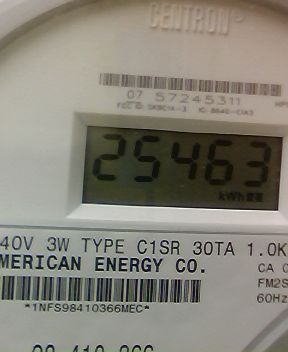 CENTRON®
07 57245311
25463
kWh
40V 3W TYPE C1SR 30TA 1.0K
MERICAN ENERGY CO.
CA 0
FM2S
60Hz
*1NFS98410366MEC*